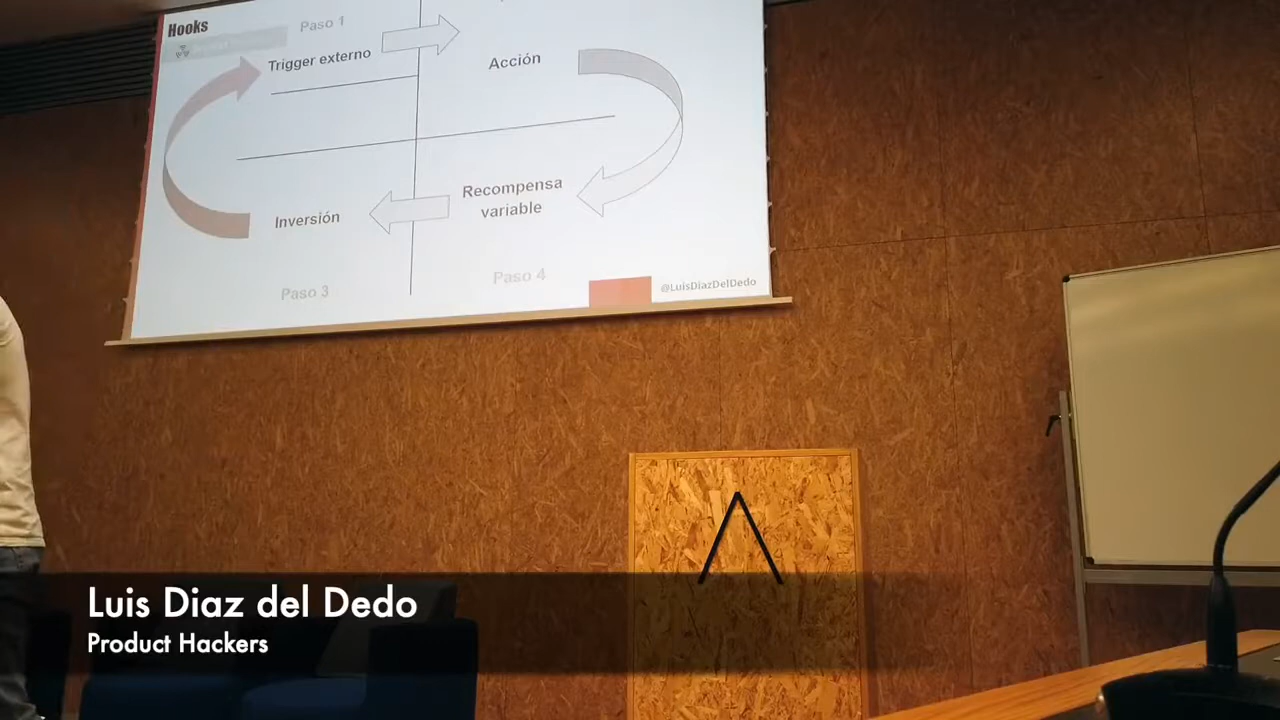 Hooks
Paso 1
Trigger externo
Acción
Recompensa
variable
Inversión
Paso 4
Paso 3
@LuisDiazDelDedo
Luis Diaz del Dedo
Product Hackers